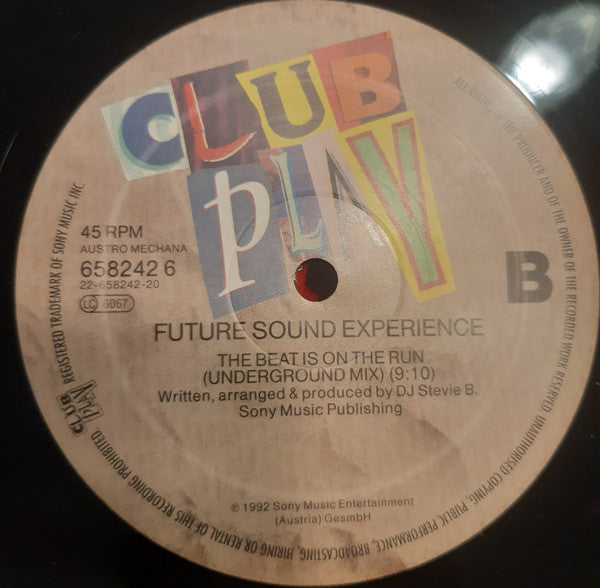 CLUB
PLAY
45 RPM
AUSTRO MECHANA
658242 6
22-658242-20
LC 6067
B
FUTURE SOUND EXPERIENCE
THE BEAT IS ON THE RUN
(UNDERGROUND MIX) (9:10)
Written, arranged & produced by DJ Stevie B.
Sony Music Publishing
℗ 1992 Sony Music Entertainment
(Austria) GesmbH
CLUB PLAY REGISTERED TRADEMARK OF SONY MUSIC INC.
ALL RIGHTS OF THE PRODUCER AND OF THE OWNER OF THE RECORDED WORK RESERVED. UNAUTHORISED COPYING, PUBLIC PERFORMANCE, BROADCASTING, HIRING OR RENTAL OF THIS RECORDING PROHIBITED.